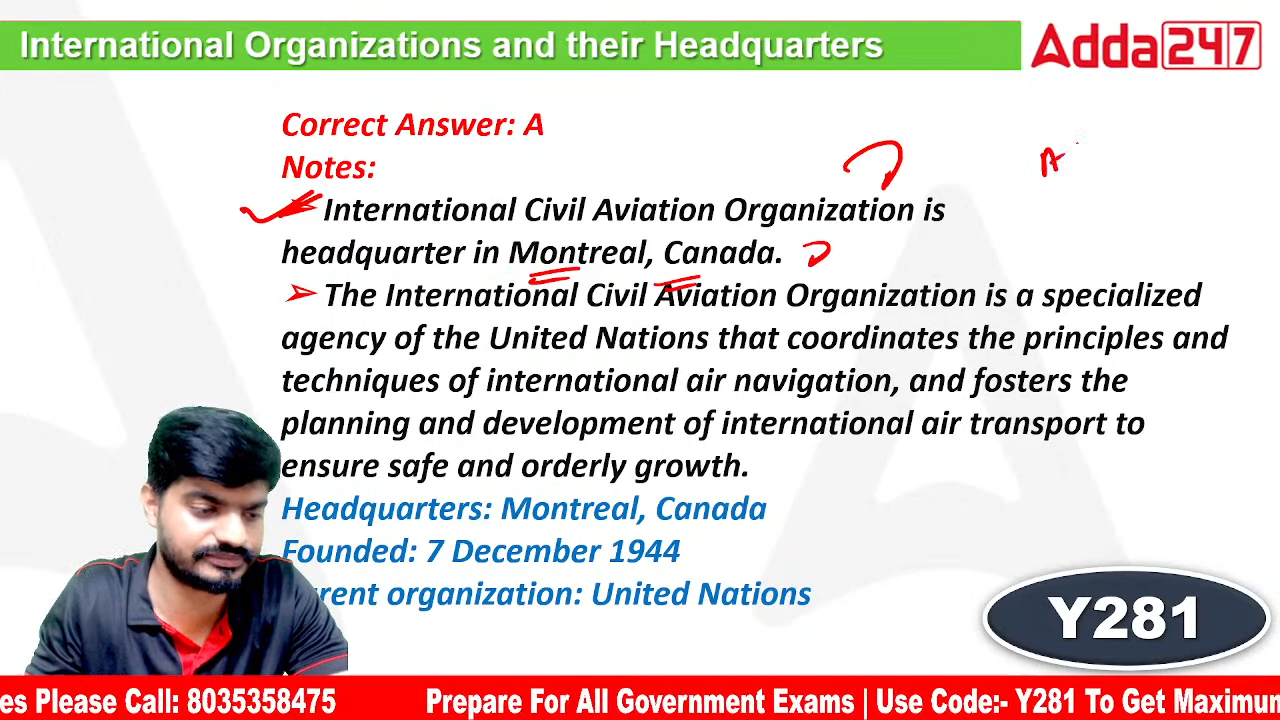 International Organizations and their Headquarters
Adda247
Correct Answer: A
Notes:
A
➢ International Civil Aviation Organization is
headquarter in Montreal, Canada.
➢ The International Civil Aviation Organization is a specialized
agency of the United Nations that coordinates the principles and
techniques of international air navigation, and fosters the
planning and development of international air transport to
ensure safe and orderly growth.
Headquarters: Montreal, Canada
Founded: 7 December 1944
rent organization: United Nations
Y281
es Please Call: 8035358475 Prepare For All Government Exams | Use Code:- Y281 To Get Maximum